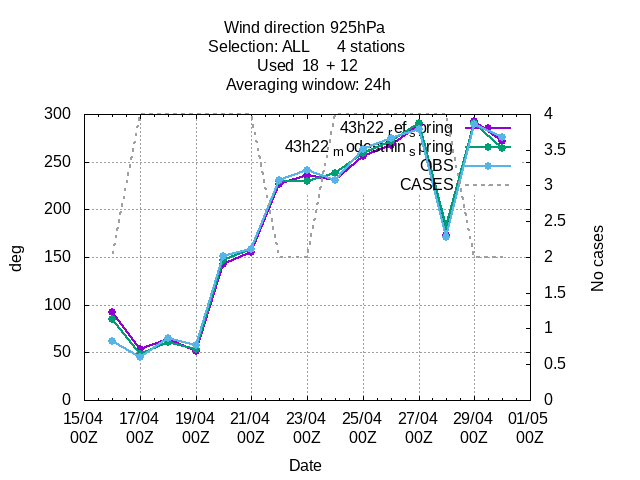 Wind direction 925hPa
Selection: ALL 4 stations
Used 18 + 12
Averaging window: 24h
300
250
200
150
100
50
0
deg
4
3.5
3
2.5
2
1.5
1
0.5
0
No cases
43h22_ref_spring
OBS
CASES
15/04 17/04 19/04 21/04 23/04 25/04 27/04 29/04 01/05
00Z 00Z 00Z 00Z 00Z 00Z 00Z 00Z 00Z
Date